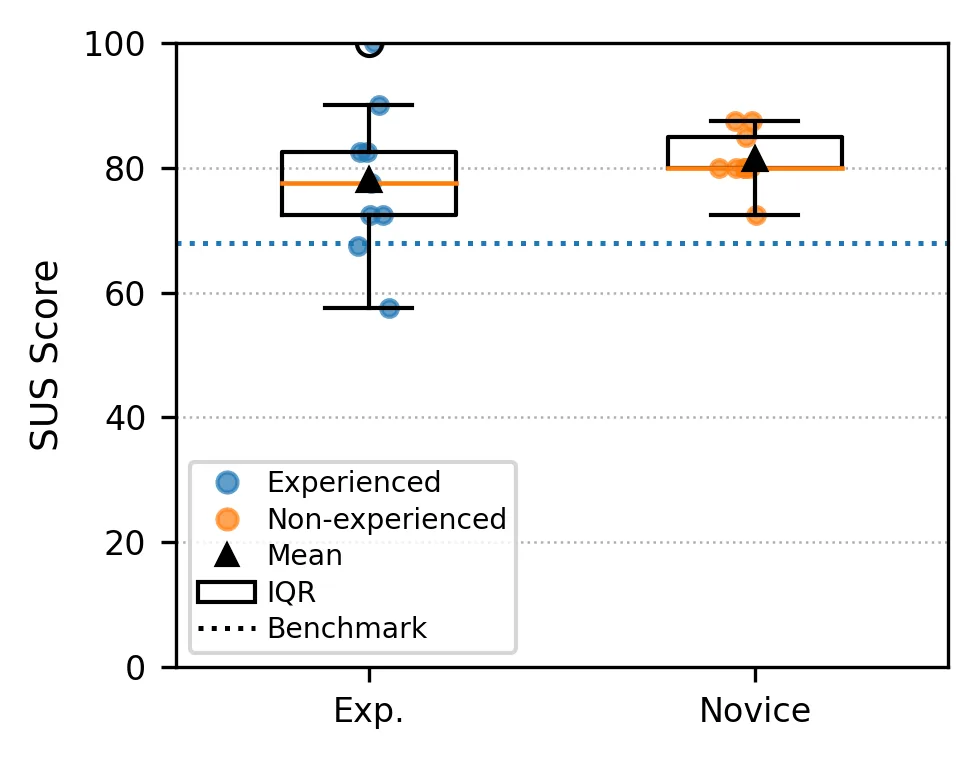 100
80
60
40
20
0
SUS Score
Experienced
Non-experienced
Mean
IQR
Benchmark
Exp.
Novice